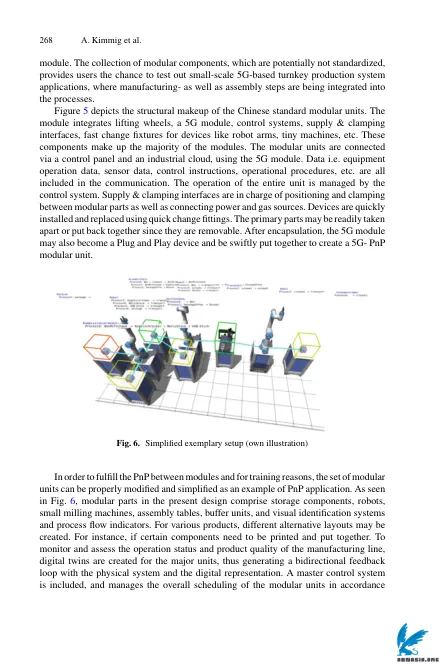 268 A. Kimmig et al.
module. The collection of modular components, which are potentially not standardized,
provides users the chance to test out small-scale 5G-based turnkey production system
applications, where manufacturing- as well as assembly steps are being integrated into
the processes.
Figure 5 depicts the structural makeup of the Chinese standard modular units. The
module integrates lifting wheels, a 5G module, control systems, supply & clamping
interfaces, fast change fixtures for devices like robot arms, tiny machines, etc. These
components make up the majority of the modules. The modular units are connected
via a control panel and an industrial cloud, using the 5G module. Data i.e. equipment
operation data, sensor data, control instructions, operational procedures, etc. are all
included in the communication. The operation of the entire unit is managed by the
control system. Supply & clamping interfaces are in charge of positioning and clamping
between modular parts as well as connecting power and gas sources. Devices are quickly
installed and replaced using quick change fittings. The primary parts may be readily taken
apart or put back together since they are removable. After encapsulation, the 5G module
may also become a Plug and Play device and be swiftly put together to create a 5G- PnP
modular unit.
Fig. 6. Simplified exemplary setup (own illustration)
In order to fulfill the PnP between modules and for training reasons, the set of modular
units can be properly modified and simplified as an example of PnP application. As seen
in Fig. 6, modular parts in the present design comprise storage components, robots,
small milling machines, assembly tables, buffer units, and visual identification systems
and process flow indicators. For various products, different alternative layouts may be
created. For instance, if certain components need to be printed and put together. To
monitor and assess the operation status and product quality of the manufacturing line,
digital twins are created for the major units, thus generating a bidirectional feedback
loop with the physical system and the digital representation. A master control system
is included, and manages the overall scheduling of the modular units in accordance